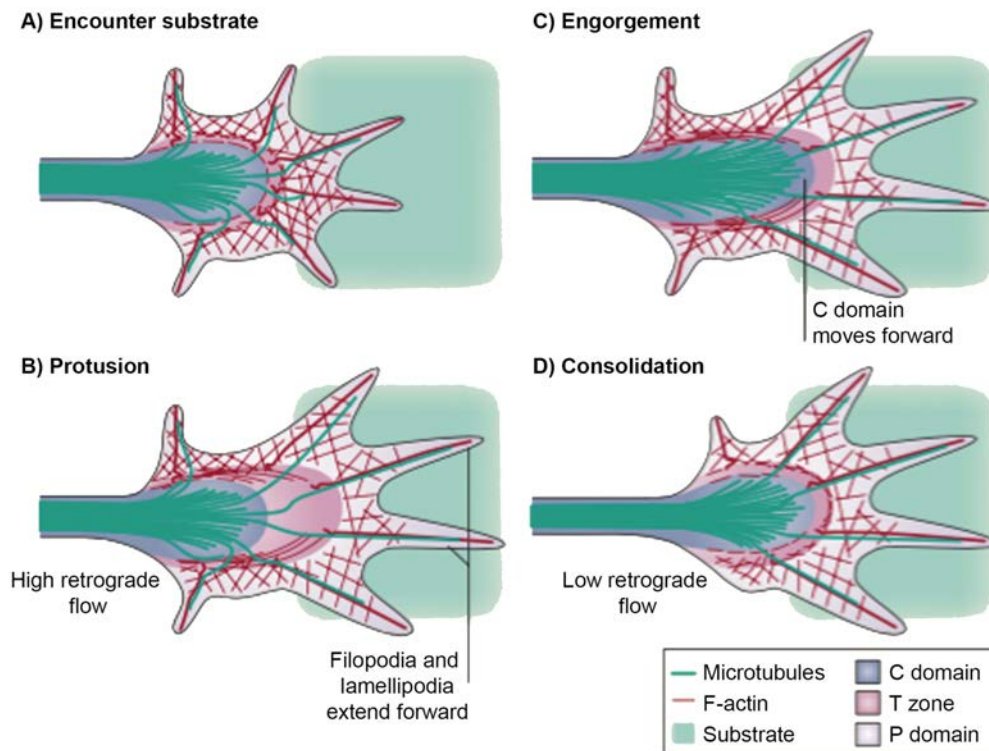 A) Encounter substrate
C) Engorgement
C domain
moves forward
B) Protusion
D) Consolidation
High retrograde
flow
Low retrograde
flow
Filopodia and
lamellipodia
extend forward
Microtubules
F-actin
Substrate
C domain
T zone
P domain